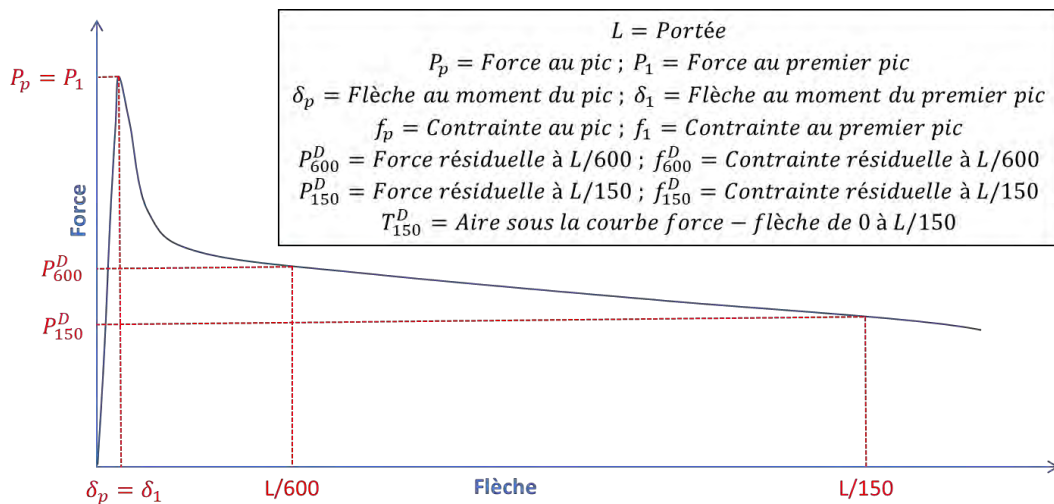 L = Portée
P_p = Force au pic ; P_1 = Force au premier pic
δ_p = Flèche au moment du pic ; δ_1 = Flèche au moment du premier pic
f_p = Contrainte au pic ; f_1 = Contrainte au premier pic
P^D_600 = Force résiduelle à L/600 ; f^D_600 = Contrainte résiduelle à L/600
P^D_150 = Force résiduelle à L/150 ; f^D_150 = Contrainte résiduelle à L/150
T^D_150 = Aire sous la courbe force − flèche de 0 à L/150
P_p = P_1
Force
P^D_600
P^D_150
δ_p = δ_1
L/600
Flèche
L/150